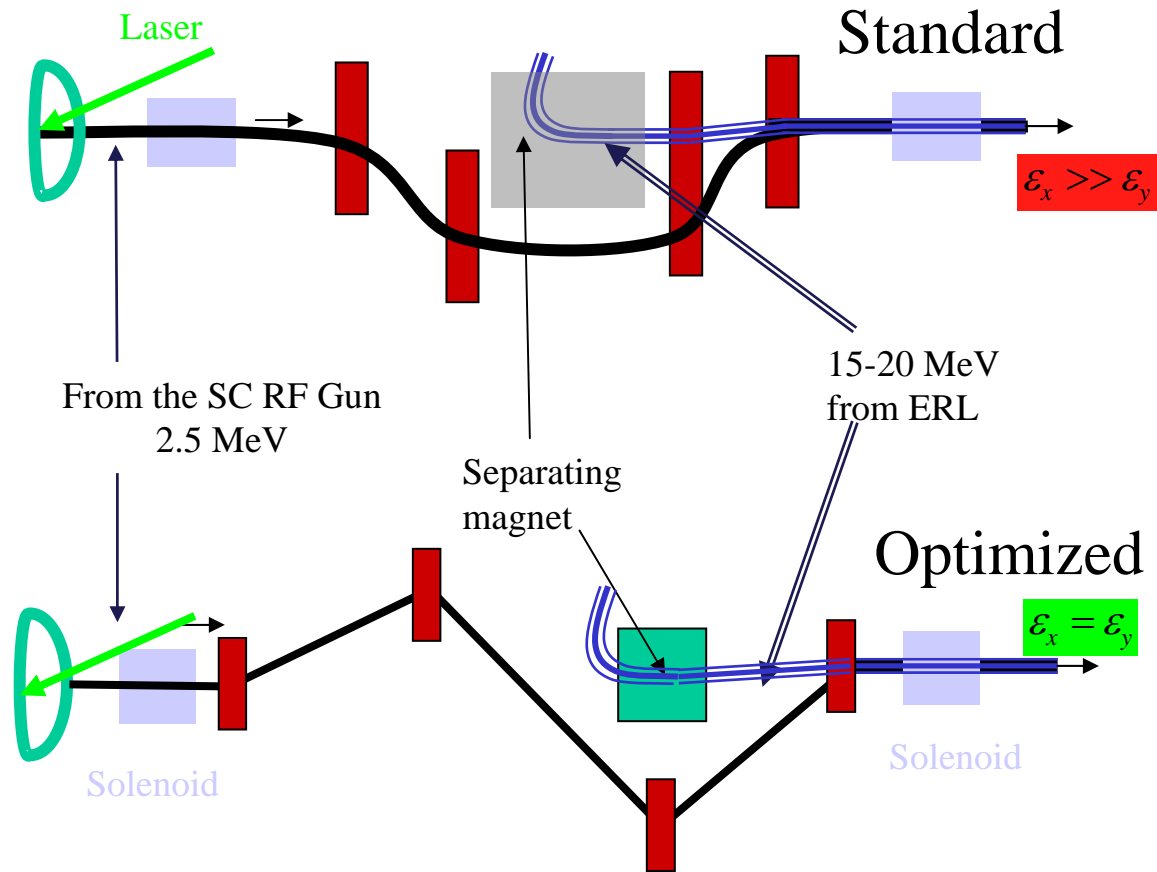 Laser
Standard
εx >> εy
From the SC RF Gun
2.5 MeV
15-20 MeV
from ERL
Separating
magnet
Optimized
εx = εy
Solenoid
Solenoid